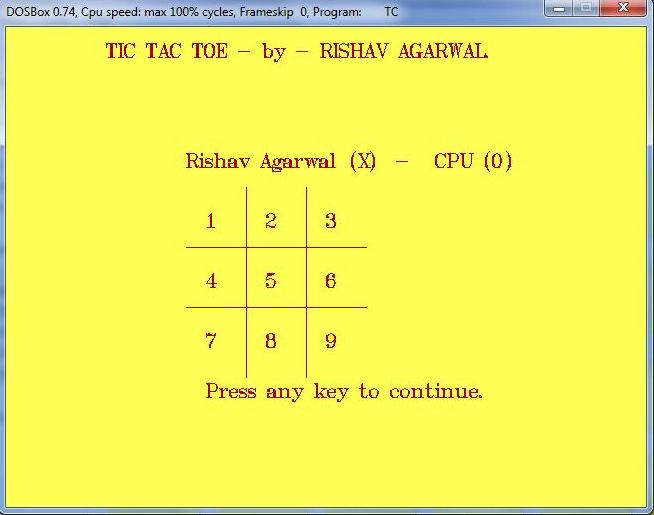 DOSBox 0.74, Cpu speed: max 100% cycles, Frameskip 0, Program: TC
TIC TAC TOE - by - RISHAV AGARWAL
Rishav Agarwal (X) - CPU (0)
1 2 3
4 5 6
7 8 9
Press any key to continue.